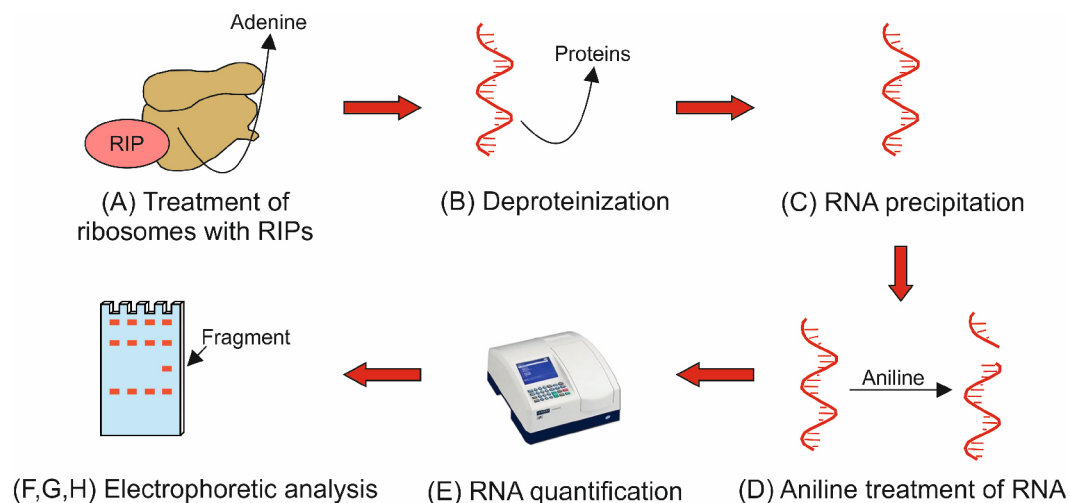 Adenine
RIP
(A) Treatment of
ribosomes with RIPs
Proteins
(B) Deproteinization
(C) RNA precipitation
Aniline
(D) Aniline treatment of RNA
(E) RNA quantification
Fragment
(F,G,H) Electrophoretic analysis